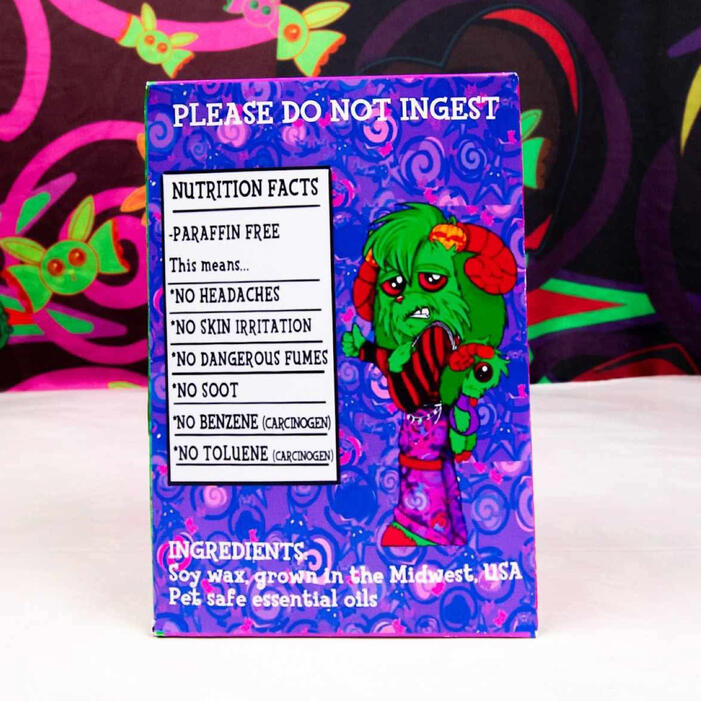 PLEASE DO NOT INGEST
NUTRITION FACTS
-PARAFFIN FREE
This means...
*NO HEADACHES
*NO SKIN IRRITATION
*NO DANGEROUS FUMES
*NO SOOT
*NO BENZENE (CARCINOGEN)
*NO TOLUENE (CARCINOGEN)
INGREDIENTS:
Soy wax, grown in the Midwest, USA
Pet safe essential oils